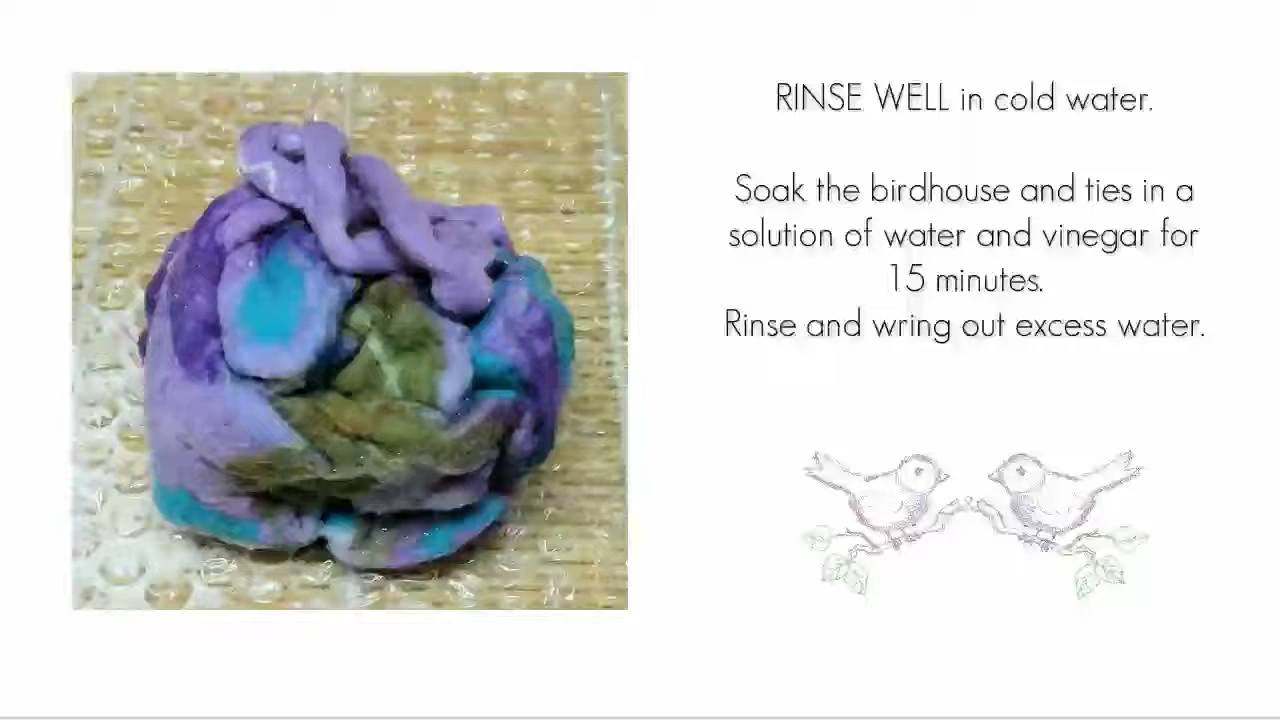 RINSE WELL in cold water.
Soak the birdhouse and ties in a
solution of water and vinegar for
15 minutes.
Rinse and wring out excess water.